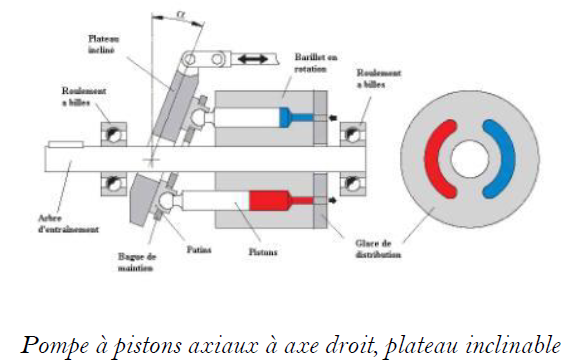 α
Plateau
incliné
Barillet en
rotation
Roulement
a billes
Roulement
a billes
Arbre
d'entrainement
Bague de
maintien
Patins
Pistons
Glace de
distribution
Pompe à pistons axiaux à axe droit, plateau inclinable